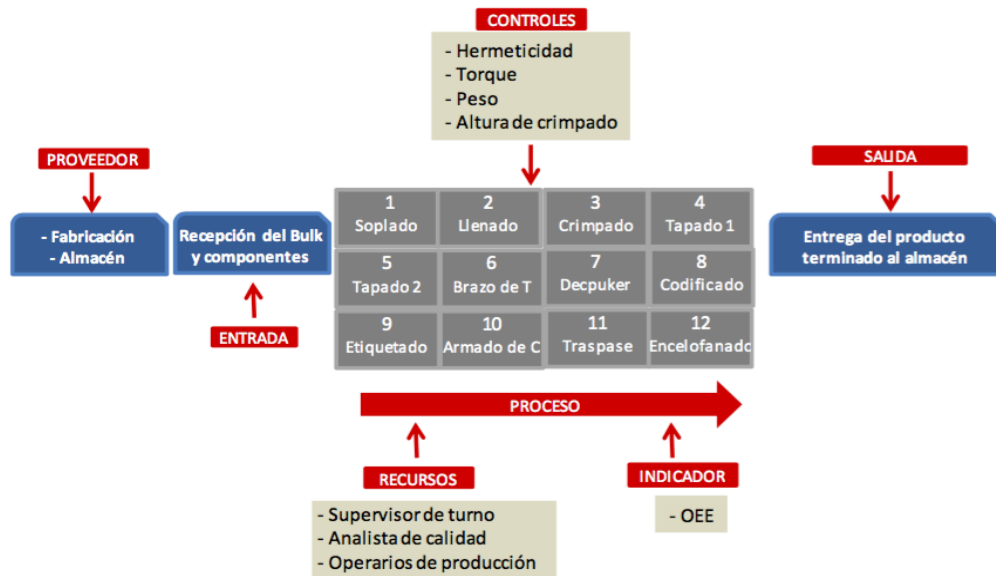 CONTROLES
- Hermeticidad
- Torque
- Peso
- Altura de crimpado
PROVEEDOR
- Fabricación
- Almacén
Recepción del Bulk
y componentes
ENTRADA
1
Soplado
2
Llenado
3
Crimpado
4
Tapado 1
5
Tapado 2
6
Brazo de T
7
Decpuker
8
Codificado
9
Etiquetado
10
Armado de C
11
Traspase
12
Encelofanado
SALIDA
Entrega del producto
terminado al almacén
PROCESO
RECURSOS
- Supervisor de turno
- Analista de calidad
- Operarios de producción
INDICADOR
- OEE